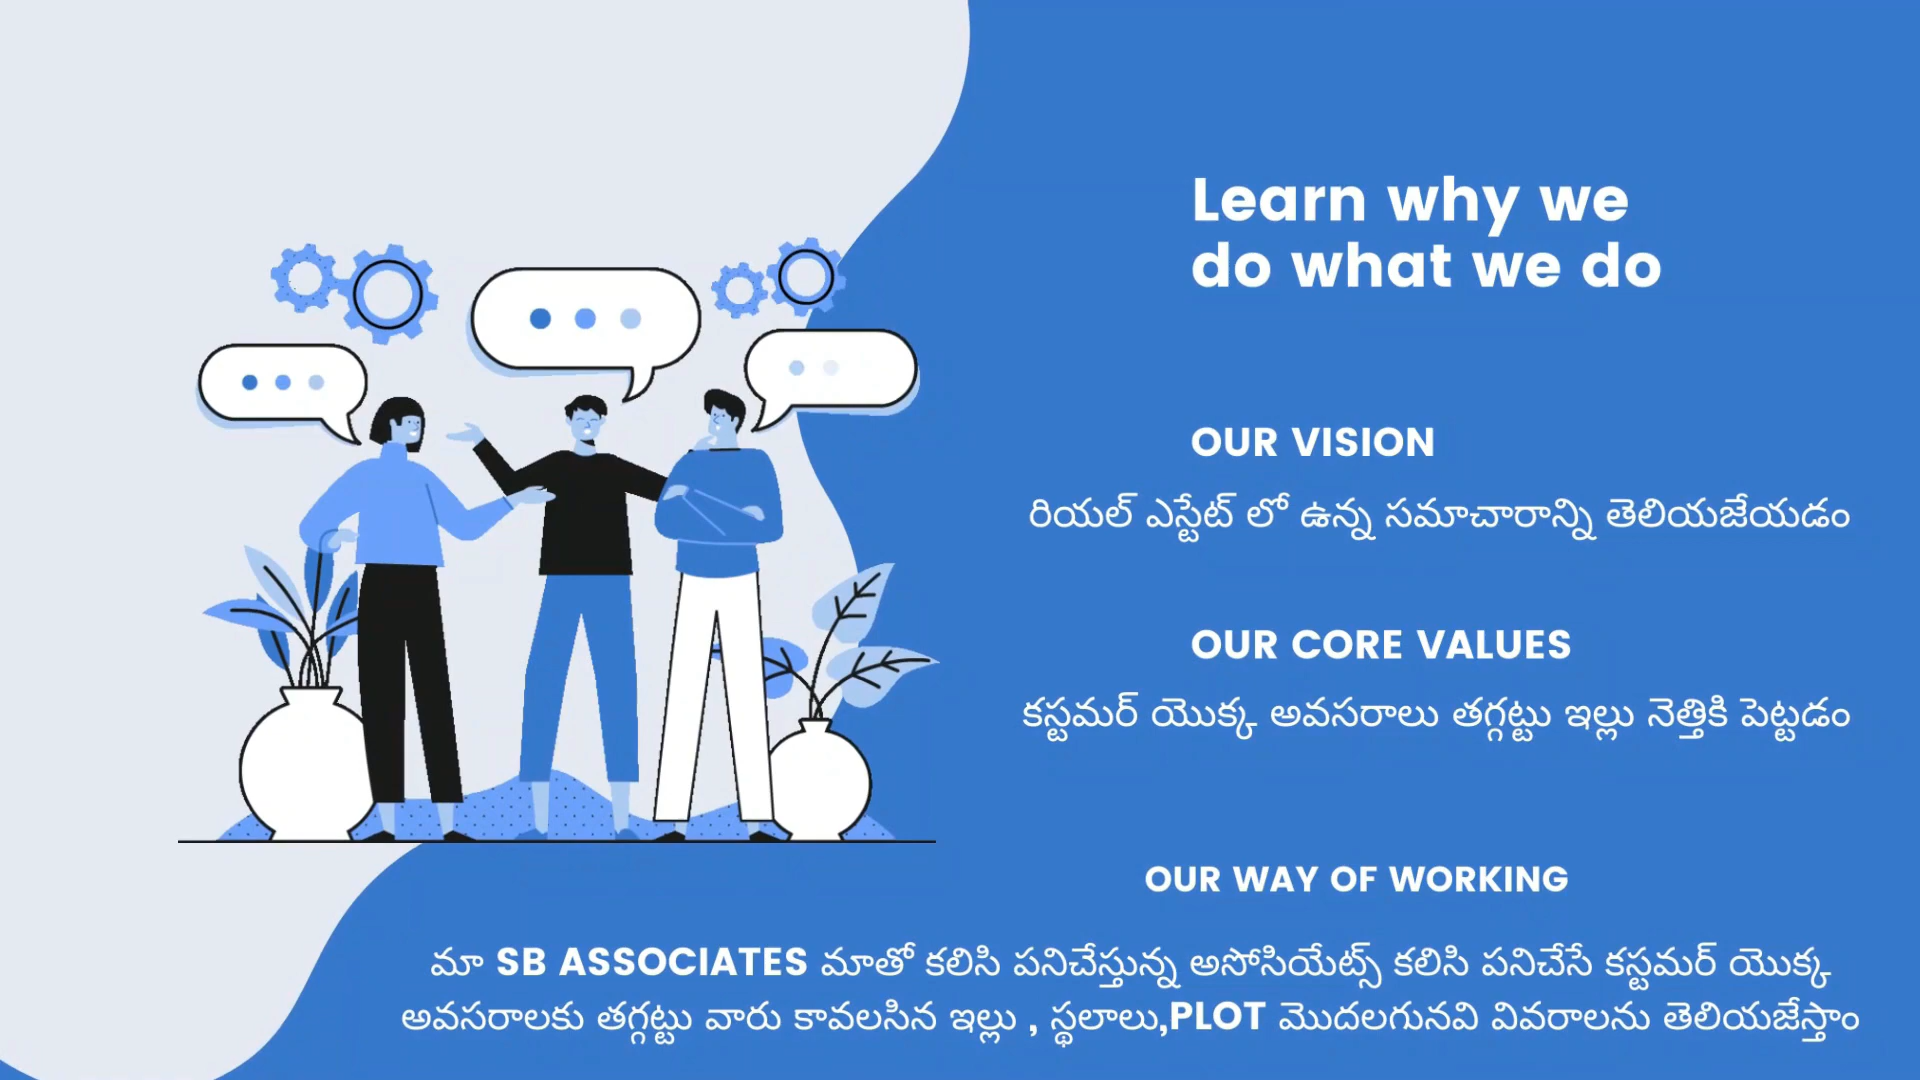 Learn why we
do what we do
OUR VISION
రియల్ ఎస్టేట్ లో ఉన్న సమాచారాన్ని తెలియజేయడం
OUR CORE VALUES
కస్టమర్ యొక్క అవసరాలు తగ్గట్టు ఇల్లు నెత్తికి పెట్టడం
OUR WAY OF WORKING
మా SB ASSOCIATES మాతో కలిసి పనిచేస్తున్న అసోసియేట్స్ కలిసి పనిచేసే కస్టమర్ యొక్క
అవసరాలకు తగ్గట్టు వారు కావలసిన ఇల్లు , స్థలాలు,PLOT మొదలగునవి వివరాలను తెలియజేస్తాం